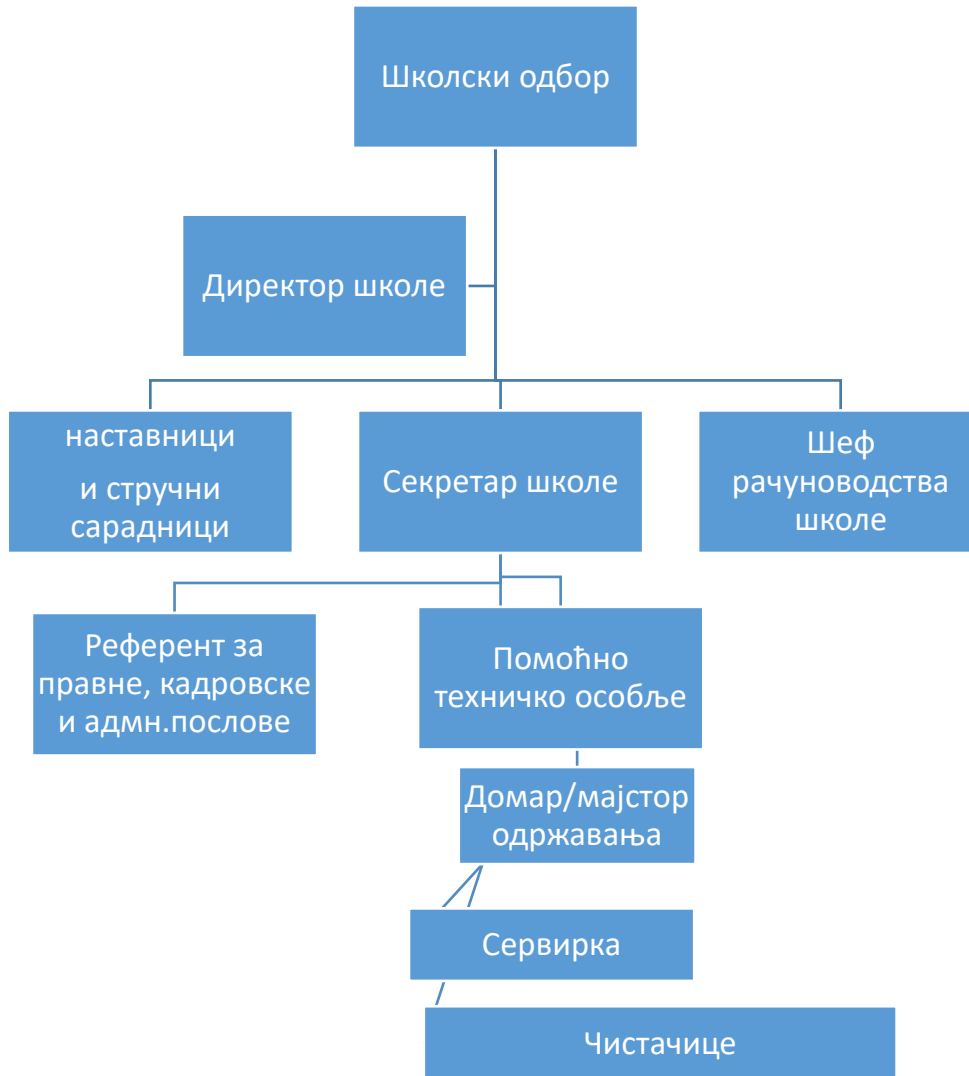 Школски одбор
Директор школе
наставници
и стручни
сарадници
Секретар школе
Шеф
рачуноводства
школе
Референт за
правне, кадровске
и адмн.послове
Помоћно
техничко особље
Домар/мајстор
одржавања
Сервирка
Чистачице